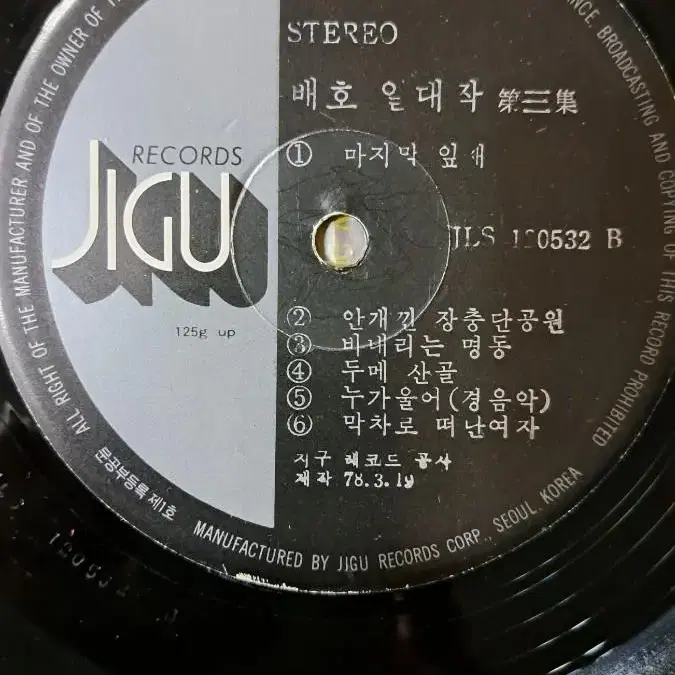 STEREO
배호 일대작 第三集
① 마지막 잎새
JLS 120532 B
② 안개낀 장충단공원
③ 비내리는 명동
④ 두메 산골
⑤ 누가울어(경음악)
⑥ 막차로 떠난여자
지구 레코드 공사
제작 78.3.19
RECORDS
JIGU
125g up
ALL RIGHT OF THE MANUFACTURER AND OF THE OWNER OF
BROADCASTING AND COPYING OF THIS RECORD PROHIBITED
문공부등록 제1호
MANUFACTURED BY JIGU RECORDS CORP., SEOUL, KOREA